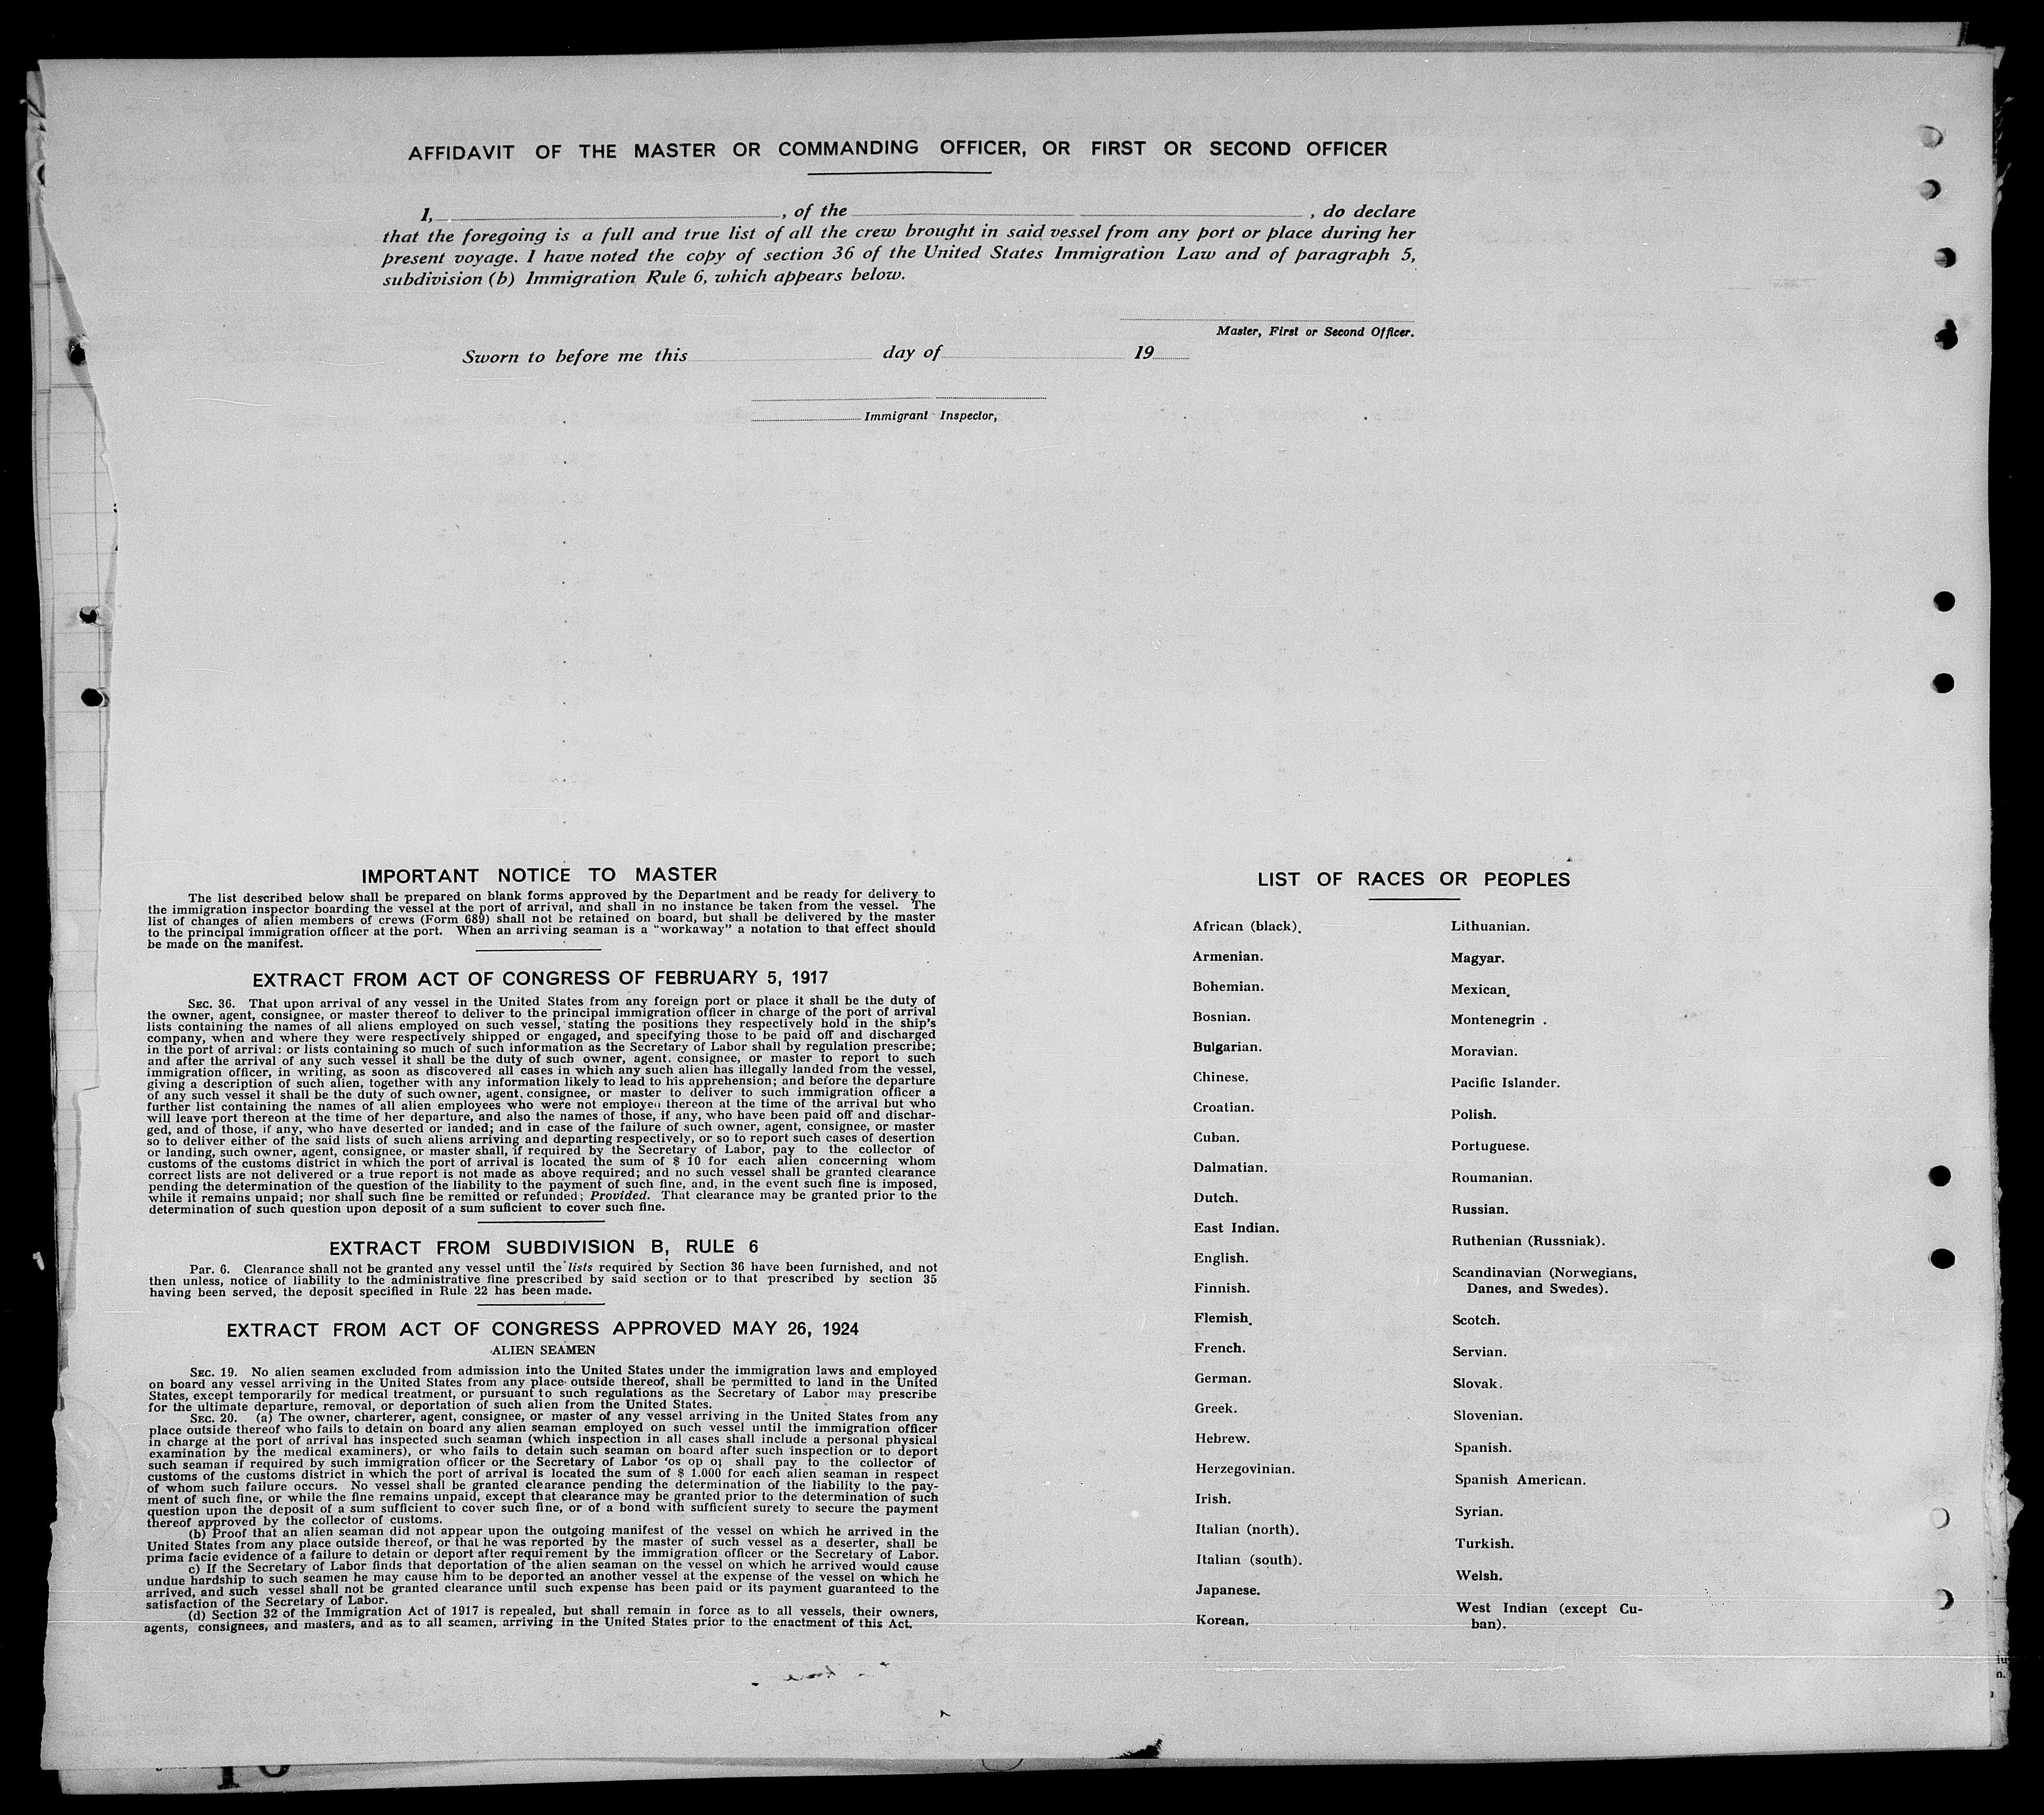 AFFIDAVIT OF THE MASTER OR COMMANDING OFFICER, OR FIRST OR SECOND OFFICER
I, , of the , do declare
that the foregoing is a full and true list of all the crew brought in said vessel from any port or place during her
present voyage. I have noted the copy of section 36 of the United States Immigration Law and of paragraph 5,
subdivision (b) Immigration Rule 6, which appears below.
Master, First or Second Officer.
Sworn to before me this day of 19
Immigrant Inspector,
IMPORTANT NOTICE TO MASTER
The list described below shall be prepared on blank forms approved by the Department and be ready for delivery to
the immigration inspector boarding the vessel at the port of arrival, and shall in no instance be taken from the vessel. The
list of changes of alien members of crews (Form 689) shall not be retained on board, but shall be delivered by the master
to the principal immigration officer at the port. When an arriving seaman is a "workaway" a notation to that effect should
be made on the manifest.
EXTRACT FROM ACT OF CONGRESS OF FEBRUARY 5, 1917
SEC. 36. That upon arrival of any vessel in the United States from any foreign port or place it shall be the duty of
the owner, agent, consignee, or master thereof to deliver to the principal immigration officer in charge of the port of arrival
lists containing the names of all aliens employed on such vessel, stating the positions they respectively hold in the ship's
company, when and where they were respectively shipped or engaged, and specifying those to be paid off and discharged
in the port of arrival: or lists containing so much of such information as the Secretary of Labor shall by regulation prescribe;
and after the arrival of any such vessel it shall be the duty of such owner, agent. consignee, or master to report to such
immigration officer, in writing, as soon as discovered all cases in which any such alien has illegally landed from the vessel,
giving a description of such alien, together with any information likely to lead to his apprehension; and before the departure
of any such vessel it shall be the duty of such owner, agent, consignee, or master to deliver to such immigration officer a
further list containing the names of all alien employees who were not employed thereon at the time of the arrival but who
will leave port thereon at the time of her departure, and also the names of those, if any, who have been paid off and dischar-
ged, and of those, if any, who have deserted or landed; and in case of the failure of such owner, agent, consignee, or master
so to deliver either of the said lists of such aliens arriving and departing respectively, or so to report such cases of desertion
or landing, such owner, agent, consignee, or master shall, if required by the Secretary of Labor, pay to the collector of
customs of the customs district in which the port of arrival is located the sum of $ 10 for each alien concerning whom
correct lists are not delivered or a true report is not made as above required; and no such vessel shall be granted clearance
pending the determination of the question of the liability to the payment of such fine, and, in the event such fine is imposed,
while it remains unpaid; nor shall such fine be remitted or refunded; Provided. That clearance may be granted prior to the
determination of such question upon deposit of a sum suficient to cover such fine.
EXTRACT FROM SUBDIVISION B, RULE 6
Par. 6. Clearance shall not be granted any vessel until the lists required by Section 36 have been furnished, and not
then unless, notice of liability to the administrative fine prescribed by said section or to that prescribed by section 35
having been served, the deposit specified in Rule 22 has been made.
EXTRACT FROM ACT OF CONGRESS APPROVED MAY 26, 1924
ALIEN SEAMEN
SEC. 19. No alien seamen excluded from admission into the United States under the immigration laws and employed
on board any vessel arriving in the United States from any place outside thereof, shall be permitted to land in the United
States, except temporarily for medical treatment, or pursuant to such regulations as the Secretary of Labor may prescribe
for the ultimate departure, removal, or deportation of such alien from the United States.
SEC. 20. (a) The owner, charterer, agent, consignee, or master of any vessel arriving in the United States from any
place outside thereof who fails to detain on board any alien seaman employed on such vessel until the immigration officer
in charge at the port of arrival has inspected such seaman (which inspection in all cases shall include a personal physical
examination by the medical examiners), or who fails to detain such seaman on board after such inspection or to deport
such seaman if required by such immigration officer or the Secretary of Labor 'os op oʇ shall pay to the collector of
customs of the customs district in which the port of arrival is located the sum of $ 1.000 for each alien seaman in respect
of whom such failure occurs. No vessel shall be granted clearance pending the determination of the liability to the pay-
ment of such fine, or while the fine remains unpaid, except that clearance may be granted prior to the determination of such
question upon the deposit of a sum sufficient to cover such fine, or of a bond with sufficient surety to secure the payment
thereof approved by the collector of customs.
(b) Proof that an alien seaman did not appear upon the outgoing manifest of the vessel on which he arrived in the
United States from any place outside thereof, or that he was reported by the master of such vessel as a deserter, shall be
prima facie evidence of a failure to detain or deport after requirement by the immigration officer or the Secretary of Labor.
c) If the Secretary of Labor finds that deportation of the alien seaman on the vessel on which he arrived would cause
undue hardship to such seamen he may cause him to be deported an another vessel at the expense of the vessel on which he
arrived, and such vessel shall not be granted clearance until such expense has been paid or its payment guaranteed to the
satisfaction of the Secretary of Labor.
(d) Section 32 of the Immigration Act of 1917 is repealed, but shall remain in force as to all vessels, their owners,
agents, consignees, and masters, and as to all seamen, arriving in the United States prior to the enactment of this Act.
LIST OF RACES OR PEOPLES
African (black).
Armenian.
Bohemian.
Bosnian.
Bulgarian.
Chinese.
Croatian.
Cuban.
Dalmatian.
Dutch.
East Indian.
English.
Finnish.
Flemish.
French.
German.
Greek.
Hebrew.
Herzegovinian.
Irish.
Italian (north).
Italian (south).
Japanese.
Korean.
Lithuanian.
Magyar.
Mexican.
Montenegrin .
Moravian.
Pacific Islander.
Polish.
Portuguese.
Roumanian.
Russian.
Ruthenian (Russniak).
Scandinavian (Norwegians,
Danes, and Swedes).
Scotch.
Servian.
Slovak.
Slovenian.
Spanish.
Spanish American.
Syrian.
Turkish.
Welsh.
West Indian (except Cu-
ban).